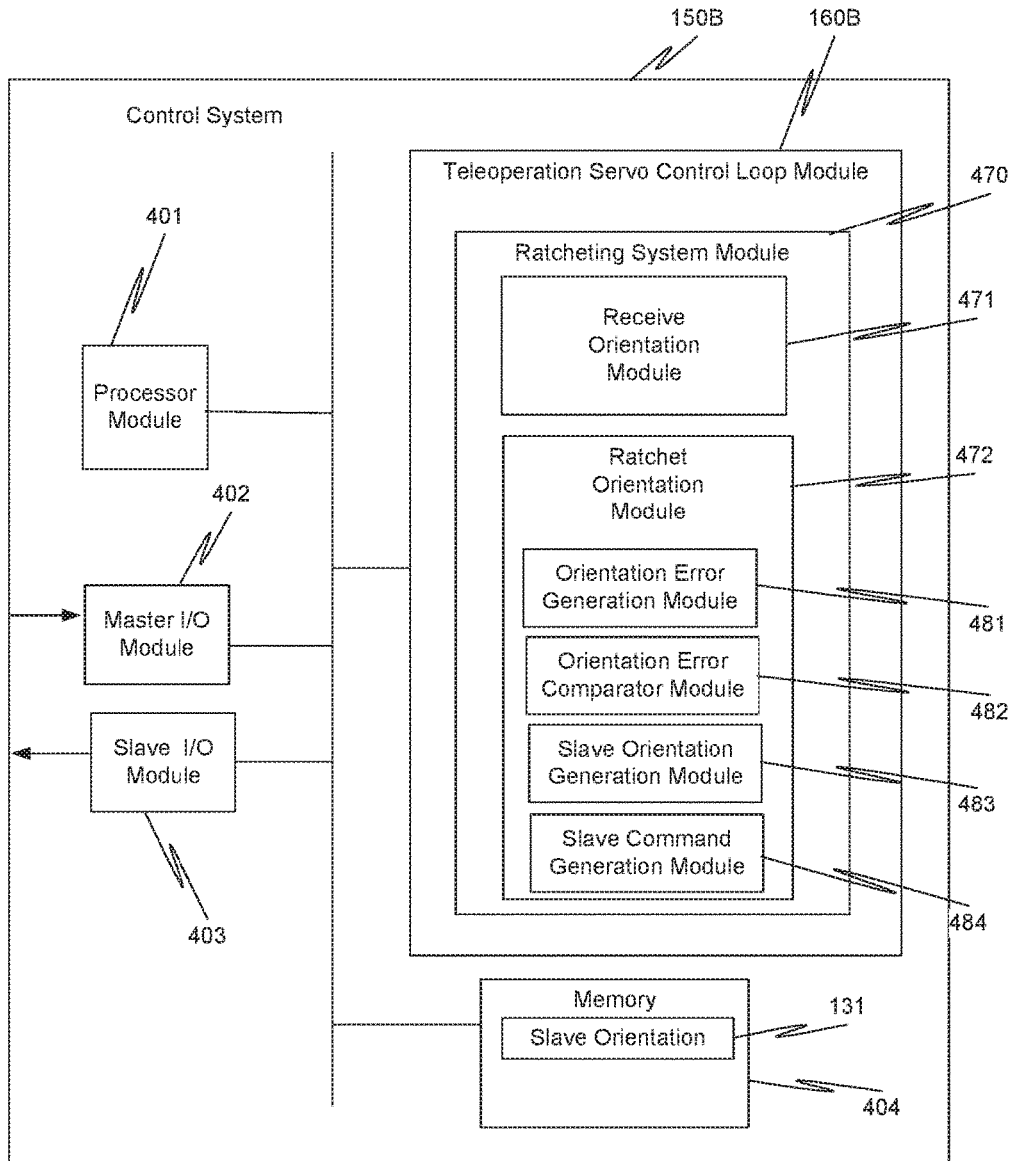 150B
160B
Control System
Teleoperation Servo Control Loop Module
470
401
Ratcheting System Module
471
Receive
Orientation
Module
Processor
Module
472
Ratchet
Orientation
Module
402
Orientation Error
Generation Module
481
Master I/O
Module
Orientation Error
Comparator Module
482
Slave I/O
Module
Slave Orientation
Generation Module
483
Slave Command
Generation Module
484
403
Memory
131
Slave Orientation
404